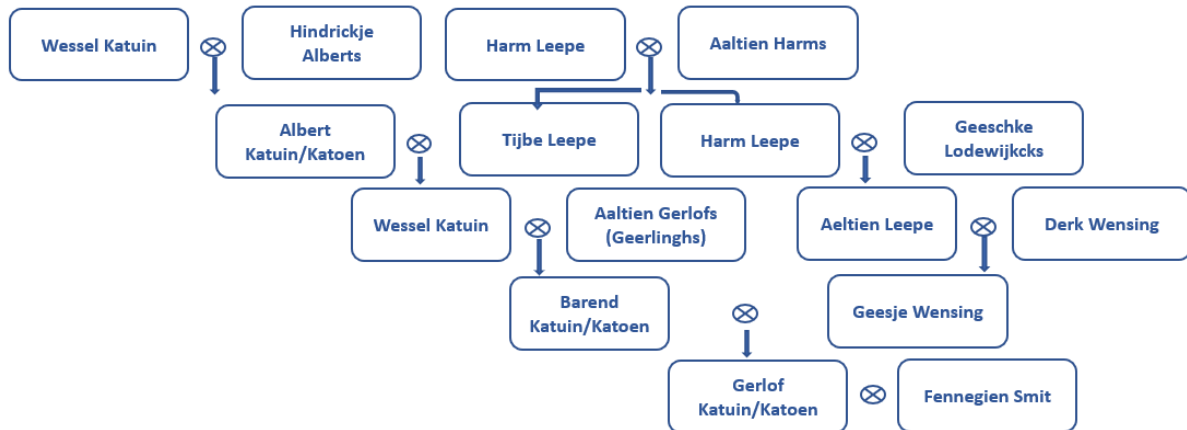 Wessel Katuin
Hindrickje
Alberts
Harm Leepe
Aaltien Harms
Albert
Katuin/Katoen
Tijbe Leepe
Harm Leepe
Geeschke
Lodewijkcks
Wessel Katuin
Aaltien Gerlofs
(Geerlinghs)
Aeltien Leepe
Derk Wensing
Barend
Katuin/Katoen
Geesje Wensing
Gerlof
Katuin/Katoen
Fennegien Smit